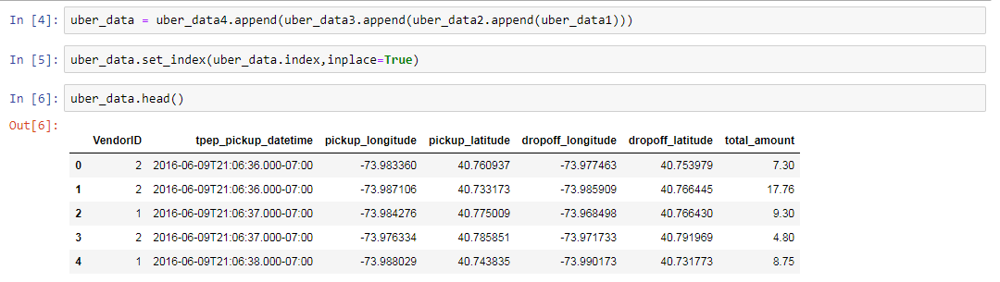 In [4]: uber_data = uber_data4.append(uber_data3.append(uber_data2.append(uber_data1)))
In [5]: uber_data.set_index(uber_data.index,inplace=True)
In [6]: uber_data.head()
Out[6]:
VendorID tpep_pickup_datetime pickup_longitude pickup_latitude dropoff_longitude dropoff_latitude total_amount
0 2 2016-06-09T21:06:36.000-07:00 -73.983360 40.760937 -73.977463 40.753979 7.30
1 2 2016-06-09T21:06:36.000-07:00 -73.987106 40.733173 -73.985909 40.766445 17.76
2 1 2016-06-09T21:06:37.000-07:00 -73.984276 40.775009 -73.968498 40.766430 9.30
3 2 2016-06-09T21:06:37.000-07:00 -73.976334 40.785851 -73.971733 40.791969 4.80
4 1 2016-06-09T21:06:38.000-07:00 -73.988029 40.743835 -73.990173 40.731773 8.75